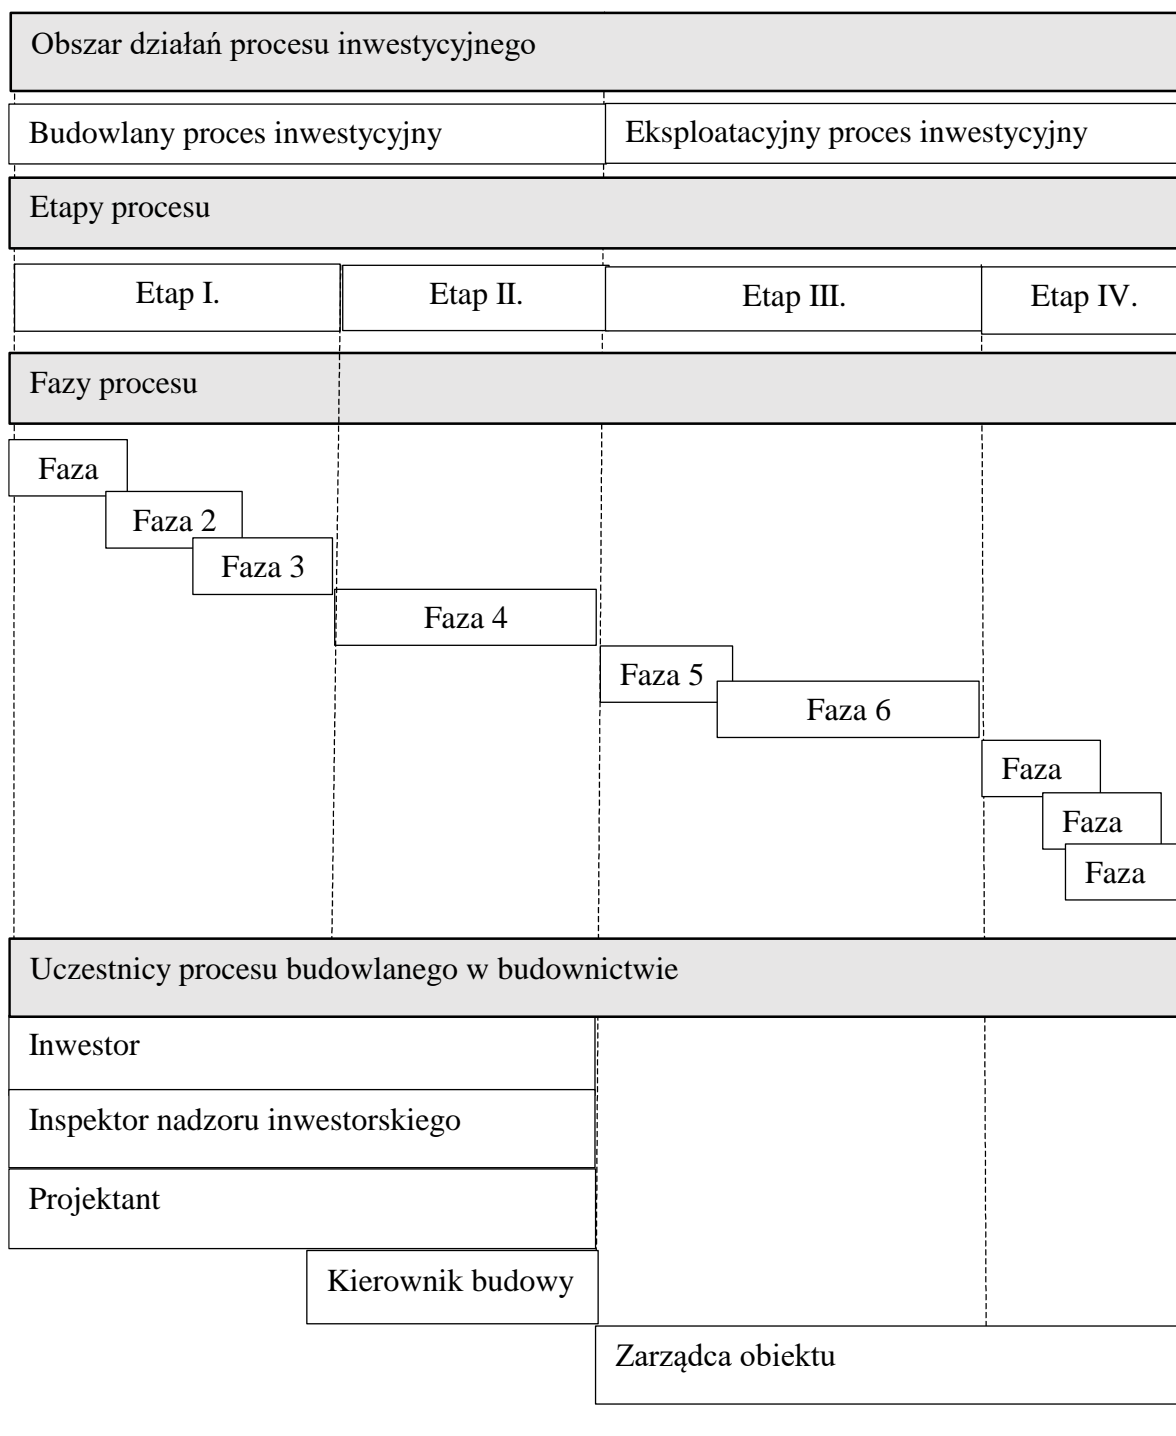 Obszar działań procesu inwestycyjnego
Budowlany proces inwestycyjny
Eksploatacyjny proces inwestycyjny
Etapy procesu
Etap I.
Etap II.
Etap III.
Etap IV.
Fazy procesu
Faza
Faza 2
Faza 3
Faza 4
Faza 5
Faza 6
Faza
Faza
Faza
Uczestnicy procesu budowlanego w budownictwie
Inwestor
Inspektor nadzoru inwestorskiego
Projektant
Kierownik budowy
Zarządca obiektu